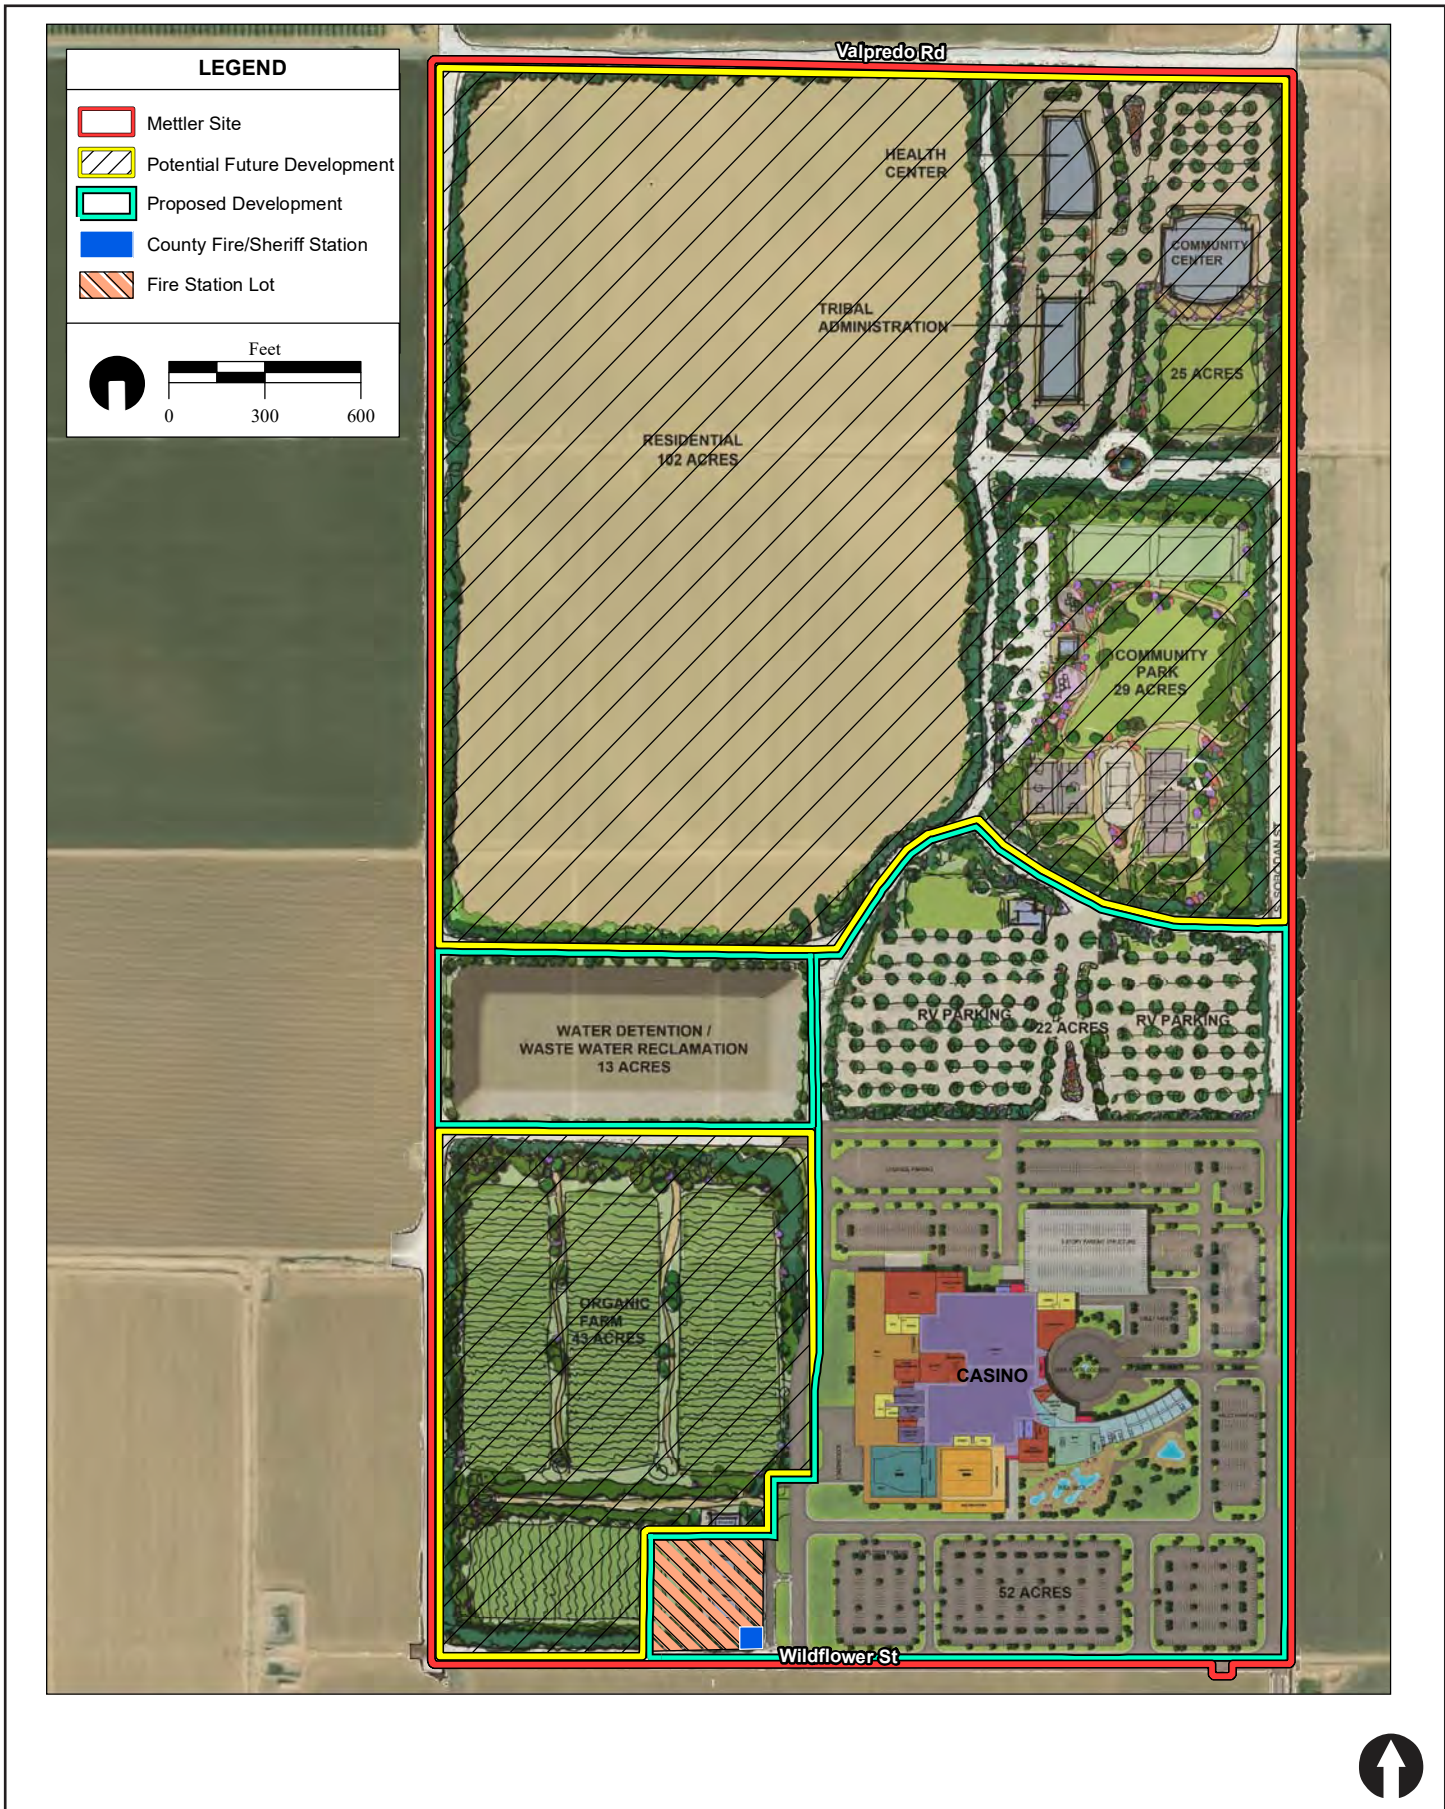 Valpredo Rd
LEGEND
Mettler Site
Potential Future Development
Proposed Development
County Fire/Sheriff Station
Fire Station Lot
Feet
0 300 600
HEALTH
CENTER
COMMUNITY
CENTER
TRIBAL
ADMINISTRATION
25 ACRES
RESIDENTIAL
102 ACRES
COMMUNITY
PARK
29 ACRES
RV PARKING
22 ACRES
RV PARKING
WATER DETENTION /
WASTE WATER RECLAMATION
13 ACRES
ORGANIC
FARM
43 ACRES
CASINO
52 ACRES
Wildflower St